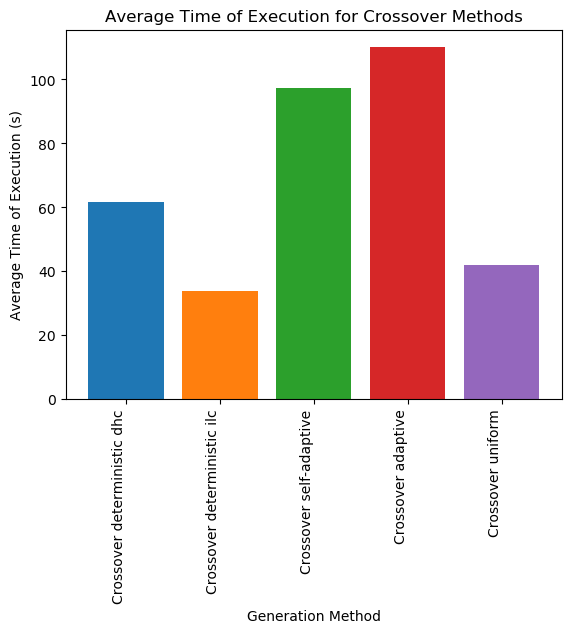 Average Time of Execution for Crossover Methods
Average Time of Execution (s)
100
80
60
40
20
0
Crossover deterministic dhc
Crossover deterministic ilc
Crossover self-adaptive
Crossover adaptive
Crossover uniform
Generation Method